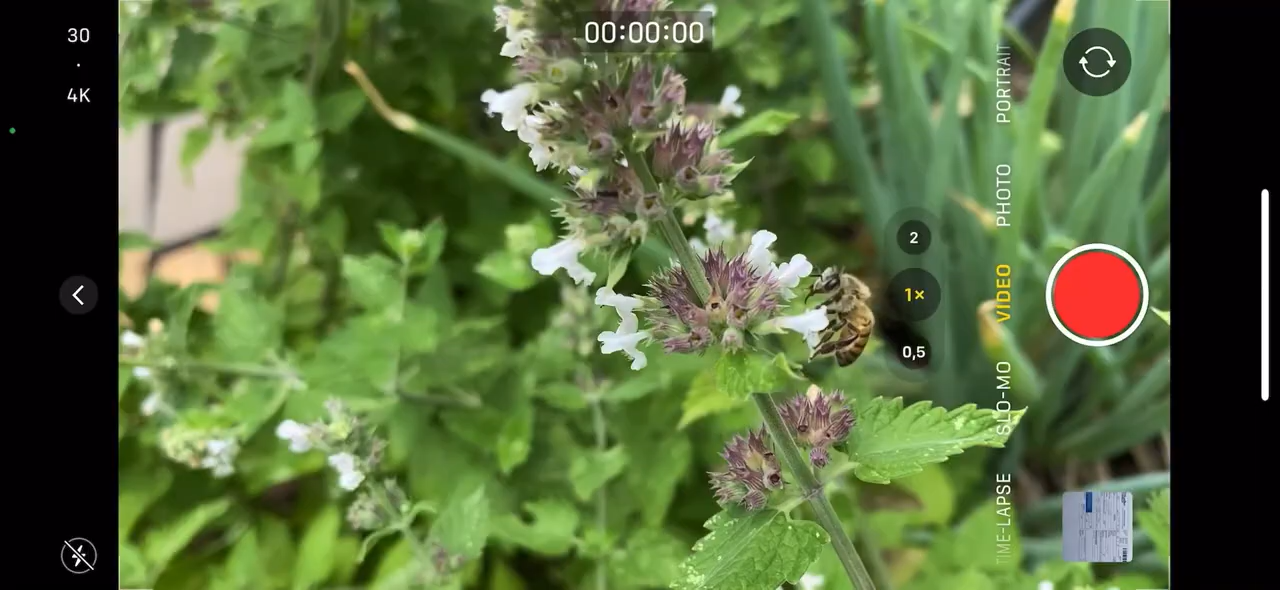 30
4K
00:00:00
PORTRAIT
PHOTO
VIDEO
SLO-MO
TIME-LAPSE
2
1×
0,5